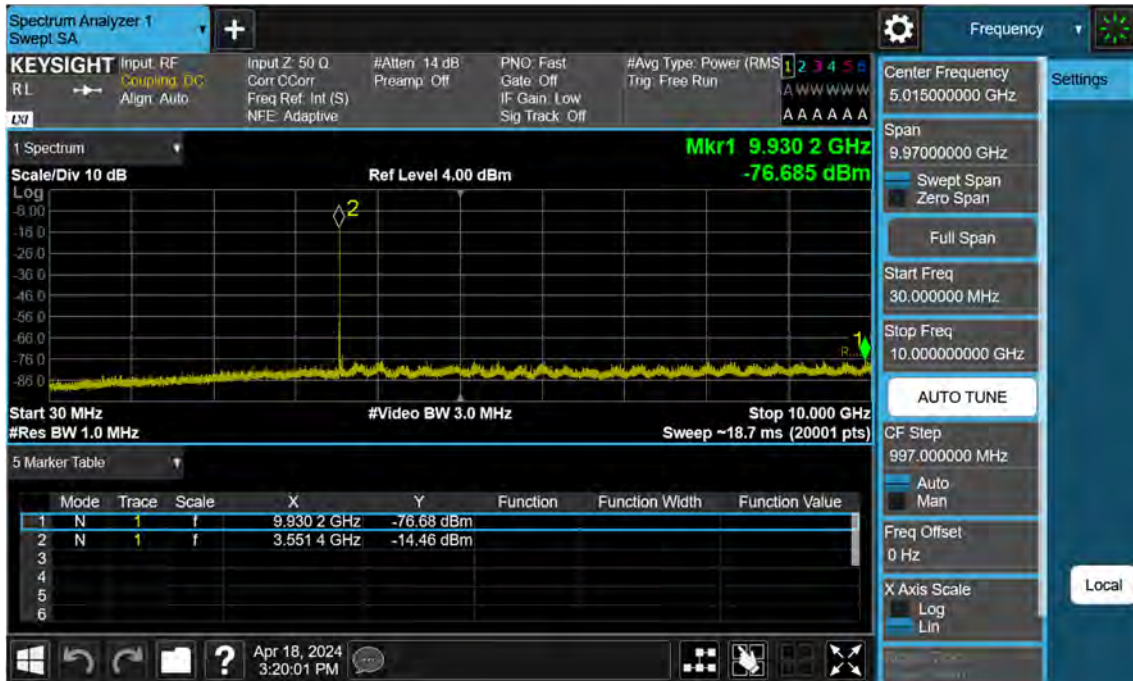 Spectrum Analyzer 1
Swept SA
+
Frequency
KEYSIGHT
RL
LXI
Input: RF
Coupling: DC
Align: Auto
Input Z: 50 Ω
Corr CCorr
Freq Ref: Int (S)
NFE: Adaptive
#Atten: 14 dB
Preamp: Off
PNO: Fast
Gate: Off
IF Gain: Low
Sig Track: Off
#Avg Type: Power (RMS
Trig: Free Run
1 2 3 4 5 6
A W W W W W
A A A A A A
1 Spectrum
Scale/Div 10 dB
Ref Level 4.00 dBm
Mkr1 9.930 2 GHz
-76.685 dBm
Log
-6.00
-16.0
-26.0
-36.0
-46.0
-56.0
-66.0
-76.0
-86.0
2
1
R...
Start 30 MHz
#Video BW 3.0 MHz
Stop 10.000 GHz
#Res BW 1.0 MHz
Sweep ~18.7 ms (20001 pts)
5 Marker Table
Mode Trace Scale X Y Function Function Width Function Value
1 N 1 f 9.930 2 GHz -76.68 dBm
2 N 1 f 3.551 4 GHz -14.46 dBm
3
4
5
6
Apr 18, 2024
3:20:01 PM
Center Frequency
5.015000000 GHz
Span
9.97000000 GHz
Swept Span
Zero Span
Full Span
Start Freq
30.000000 MHz
Stop Freq
10.000000000 GHz
AUTO TUNE
CF Step
997.000000 MHz
Auto
Man
Freq Offset
0 Hz
X Axis Scale
Log
Lin
Settings
Local